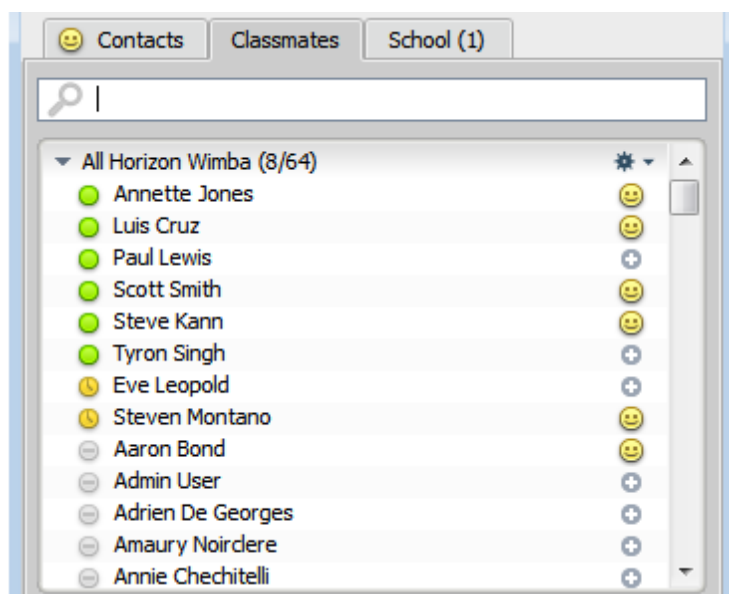 Contacts Classmates School (1)
All Horizon Wimba (8/64)
Annette Jones
Luis Cruz
Paul Lewis
Scott Smith
Steve Kann
Tyron Singh
Eve Leopold
Steven Montano
Aaron Bond
Admin User
Adrien De Georges
Amaury Noirclere
Annie Chechitelli